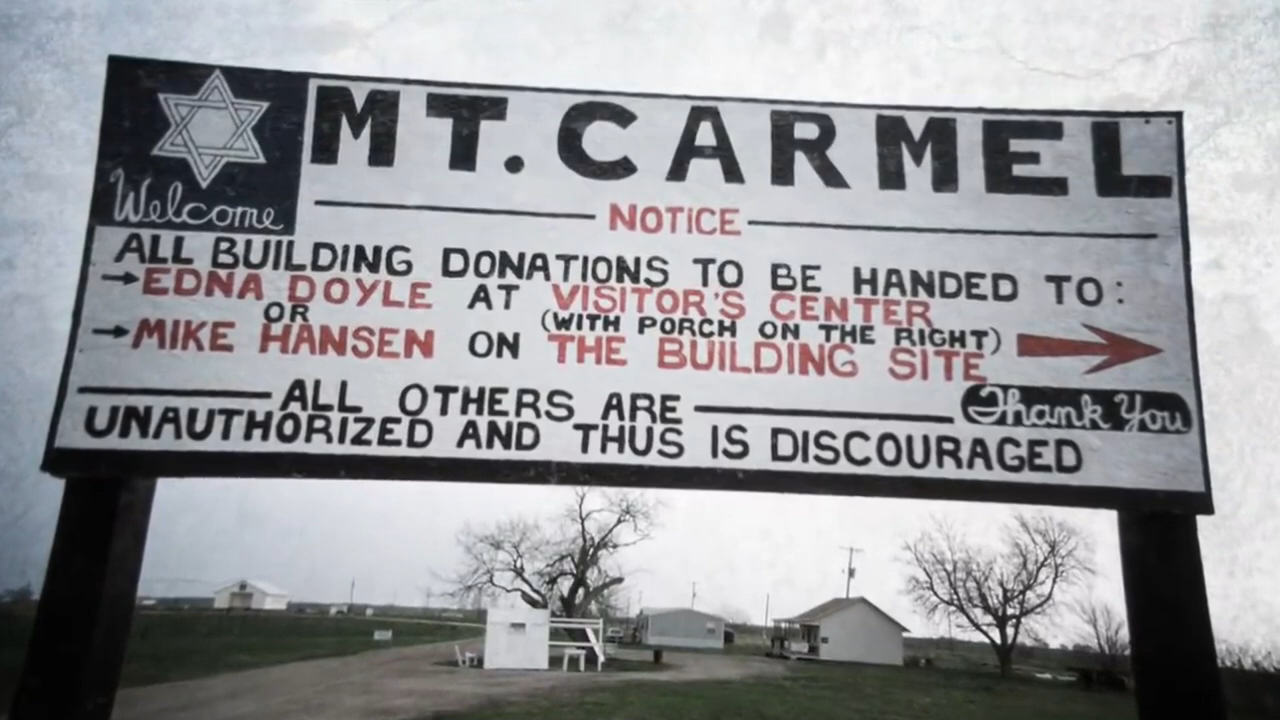 MT. CARMEL
Welcome
NOTICE
ALL BUILDING DONATIONS TO BE HANDED TO:
→EDNA DOYLE AT VISITOR'S CENTER
OR (WITH PORCH ON THE RIGHT)
→MIKE HANSEN ON THE BUILDING SITE
ALL OTHERS ARE
Thank You
UNAUTHORIZED AND THUS IS DISCOURAGED